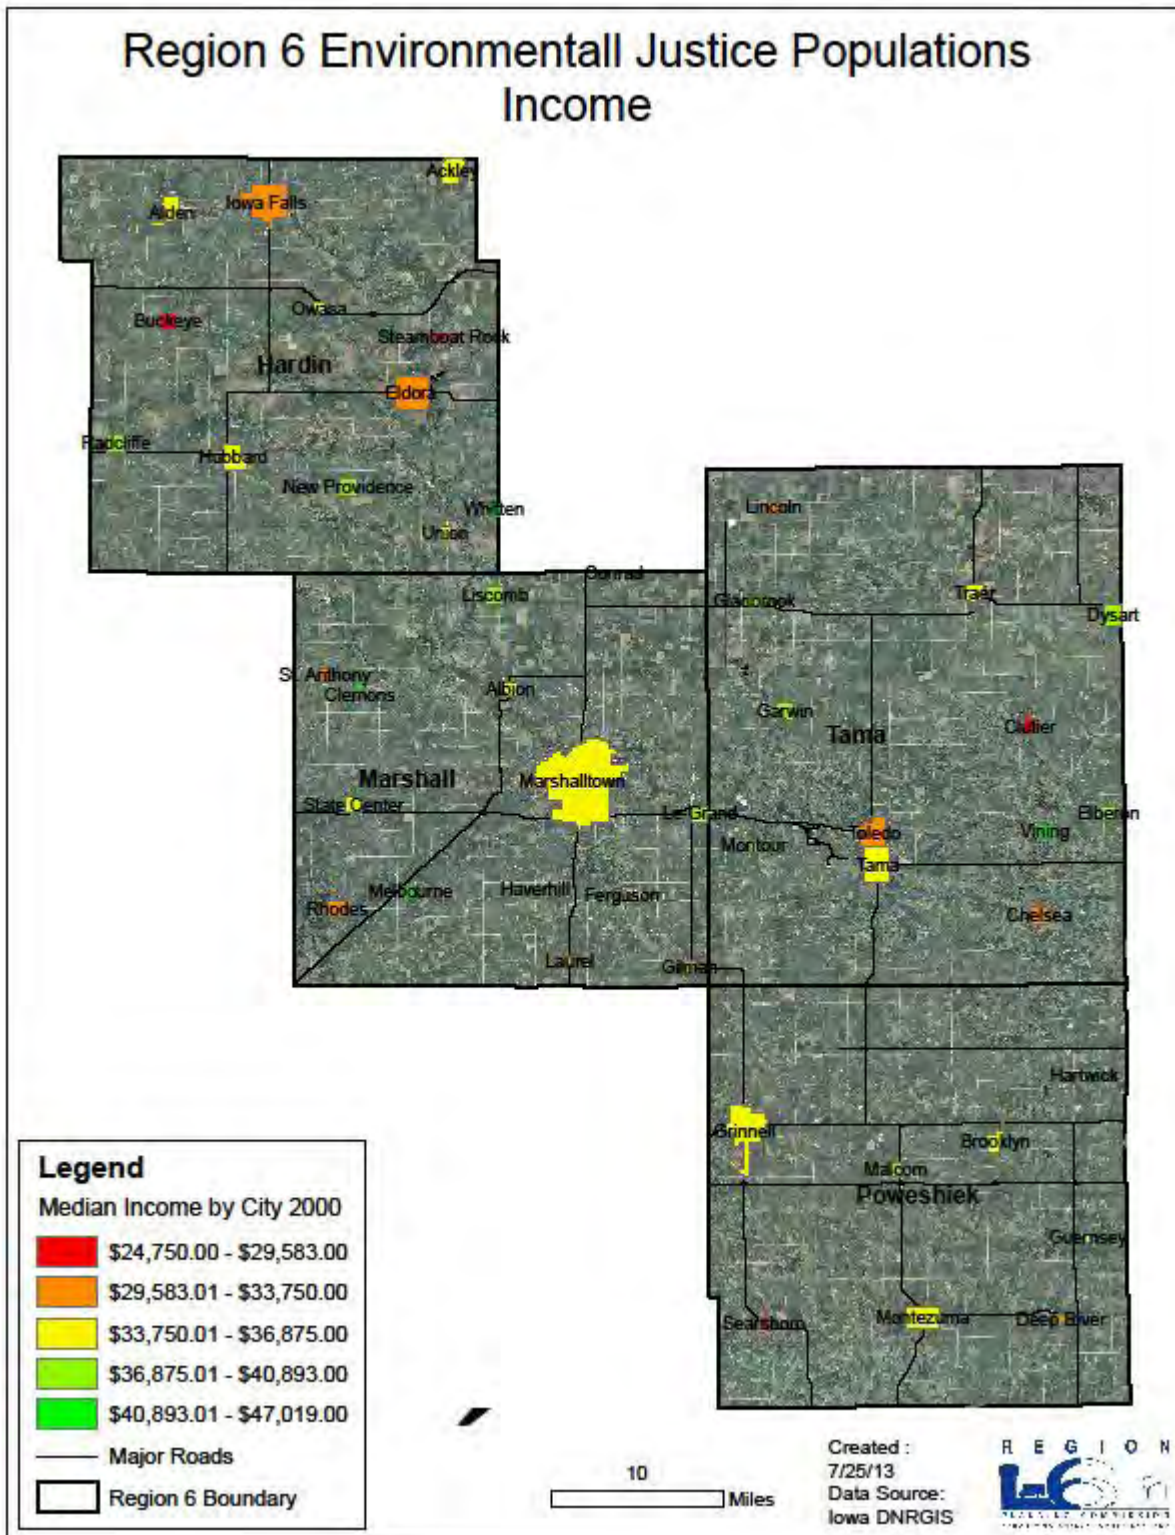 Region 6 Environmentall Justice Populations
Income
Ackley
Iowa Falls
Alden
Owasa
Buckeye
Steamboat Rock
Hardin
Eldora
Radcliffe
Hubbard
New Providence
Whitten
Union
Lincoln
Conrad
Liscomb
Gladbrook
Traer
Dysart
St. Anthony
Clemons
Albion
Garwin
Clutier
Tama
Marshall
Marshalltown
State Center
Le Grand
Elberon
Toledo
Vining
Montour
Tama
Melbourne
Haverhill
Ferguson
Rhodes
Chelsea
Laurel
Gilman
Hartwick
Grinnell
Brooklyn
Malcom
Poweshiek
Guernsey
Searsboro
Montezuma
Deep River
Legend
Median Income by City 2000
$24,750.00 - $29,583.00
$29,583.01 - $33,750.00
$33,750.01 - $36,875.00
$36,875.01 - $40,893.00
$40,893.01 - $47,019.00
Major Roads
Region 6 Boundary
10
Miles
Created :
7/25/13
Data Source:
Iowa DNRGIS
REGION
PLANNING COMMISSION